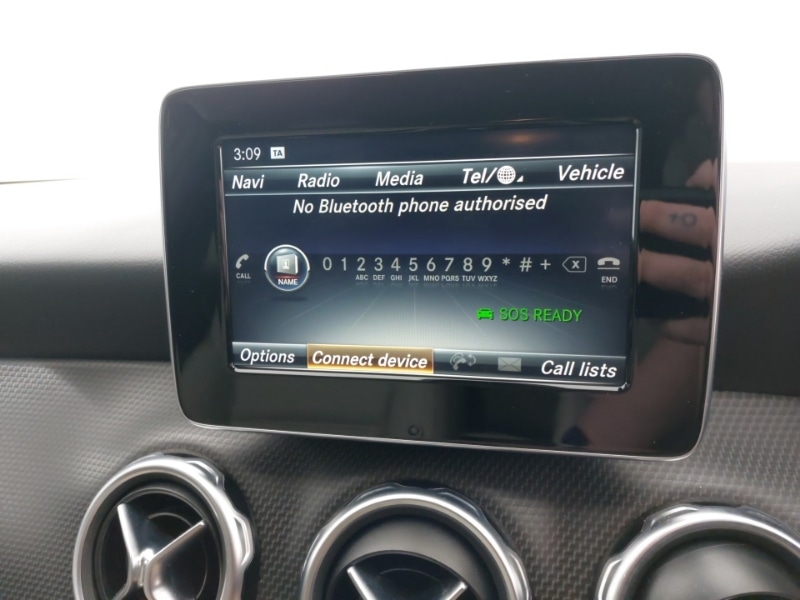 3:09 TA
Navi Radio Media Tel/ Vehicle
No Bluetooth phone authorised
CALL NAME 0 1 2 3 4 5 6 7 8 9 * # + X END
ABC DEF GHI JKL MNO PQRS TUV WXYZ
SOS READY
Options Connect device Call lists